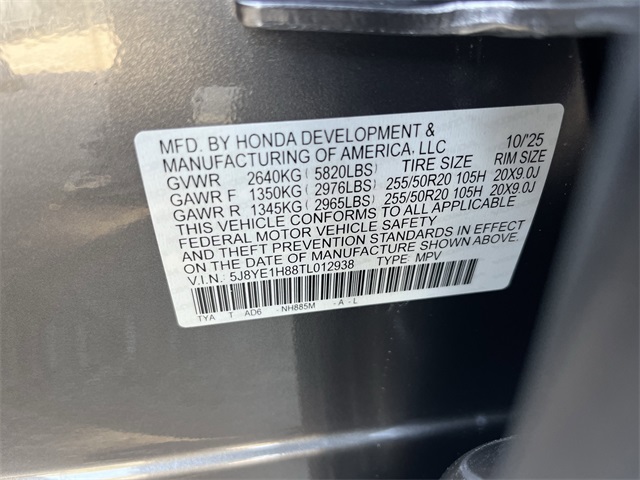 MFD. BY HONDA DEVELOPMENT &
MANUFACTURING OF AMERICA, LLC 10/'25
GVWR 2640KG ( 5820LBS) TIRE SIZE RIM SIZE
GAWR F 1350KG ( 2976LBS) 255/50R20 105H 20X9.0J
GAWR R 1345KG ( 2965LBS) 255/50R20 105H 20X9.0J
THIS VEHICLE CONFORMS TO ALL APPLICABLE
FEDERAL MOTOR VEHICLE SAFETY
AND THEFT PREVENTION STANDARDS IN EFFECT
ON THE DATE OF MANUFACTURE SHOWN ABOVE.
V.I.N.: 5J8YE1H88TL012938 TYPE MPV
TYA T AD6 -NH885M -A-L